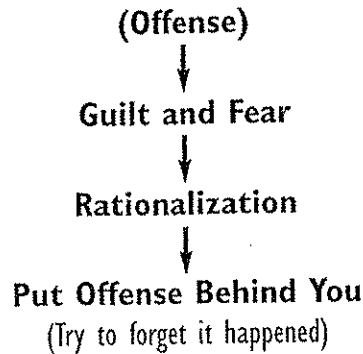 (Offense)
Guilt and Fear
Rationalization
Put Offense Behind You
(Try to forget it happened)